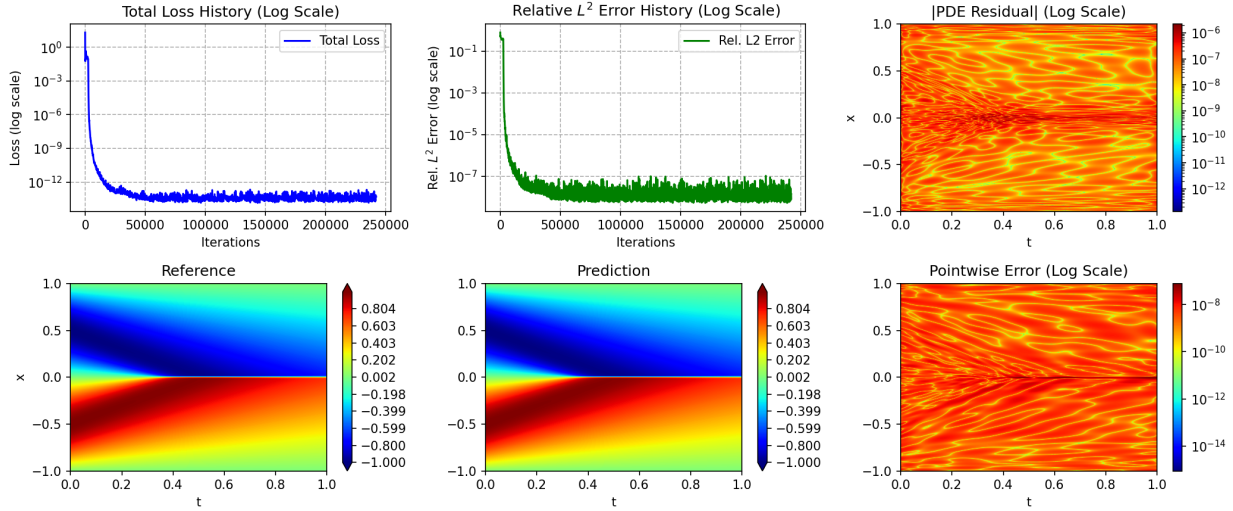 Total Loss History (Log Scale)
Loss (log scale)
10⁰
10⁻³
10⁻⁶
10⁻⁹
10⁻¹²
Total Loss
0 50000 100000 150000 200000 250000
Iterations
Relative L² Error History (Log Scale)
Rel. L² Error (log scale)
10⁻¹
10⁻³
10⁻⁵
10⁻⁷
Rel. L2 Error
0 50000 100000 150000 200000 250000
Iterations
|PDE Residual| (Log Scale)
x
1.0
0.5
0.0
−0.5
−1.0
0.0 0.2 0.4 0.6 0.8 1.0
t
10⁻⁶
10⁻⁷
10⁻⁸
10⁻⁹
10⁻¹⁰
10⁻¹¹
10⁻¹²
Reference
x
1.0
0.5
0.0
−0.5
−1.0
0.0 0.2 0.4 0.6 0.8 1.0
t
0.804
0.603
0.402
0.202
0.002
−0.198
−0.399
−0.599
−0.800
−1.000
Prediction
1.0
0.5
0.0
−0.5
−1.0
0.0 0.2 0.4 0.6 0.8 1.0
t
0.804
0.603
0.402
0.202
0.002
−0.198
−0.399
−0.599
−0.800
−1.000
Pointwise Error (Log Scale)
1.0
0.5
0.0
−0.5
−1.0
0.0 0.2 0.4 0.6 0.8 1.0
t
10⁻⁸
10⁻¹⁰
10⁻¹²
10⁻¹⁴